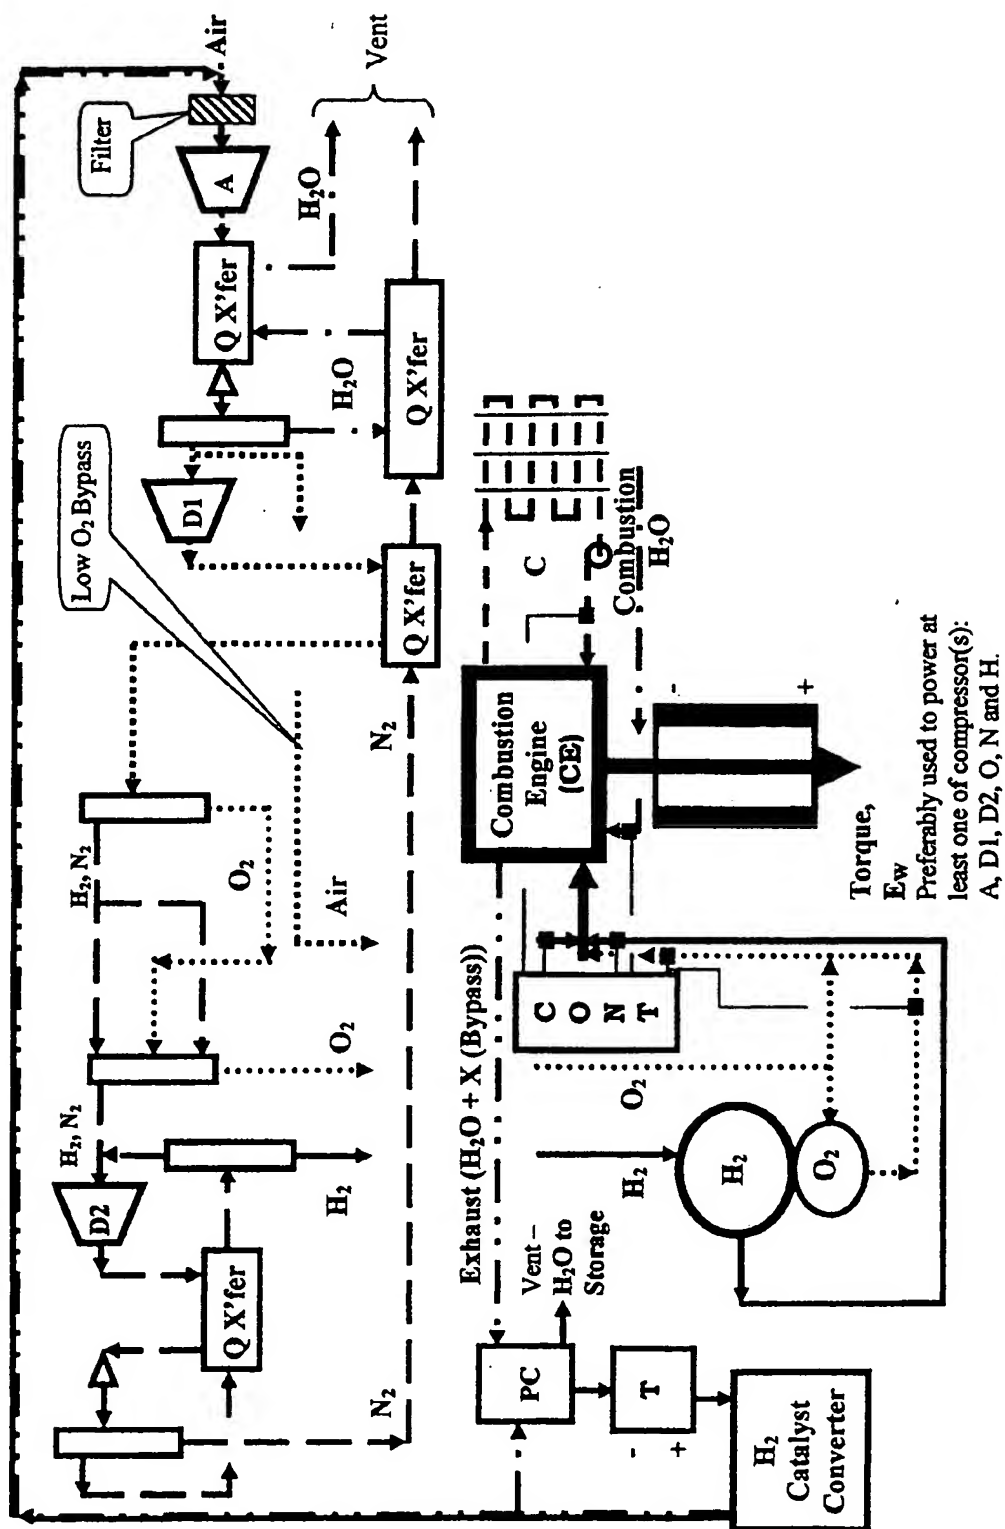 Filter
Low O₂ Bypass
D2
H₂, N₂
H₂, N₂
D1
A
Air
Q X'fer
Q X'fer
O₂
H₂O
H₂
O₂
Air
H₂O
Vent
N₂
N₂
Q X'fer
Q X'fer
Exhaust (H₂O + X (Bypass))
PC
Vent –
H₂O to
Storage
Combustion
Engine
(CE)
C
C
O
N
T
Combustion
H₂O
T
-
+
H₂
O₂
H₂
O₂
-
+
H₂
Catalyst
Converter
Torque,
Ew
Preferably used to power at
least one of compressor(s):
A, D1, D2, O, N and H.